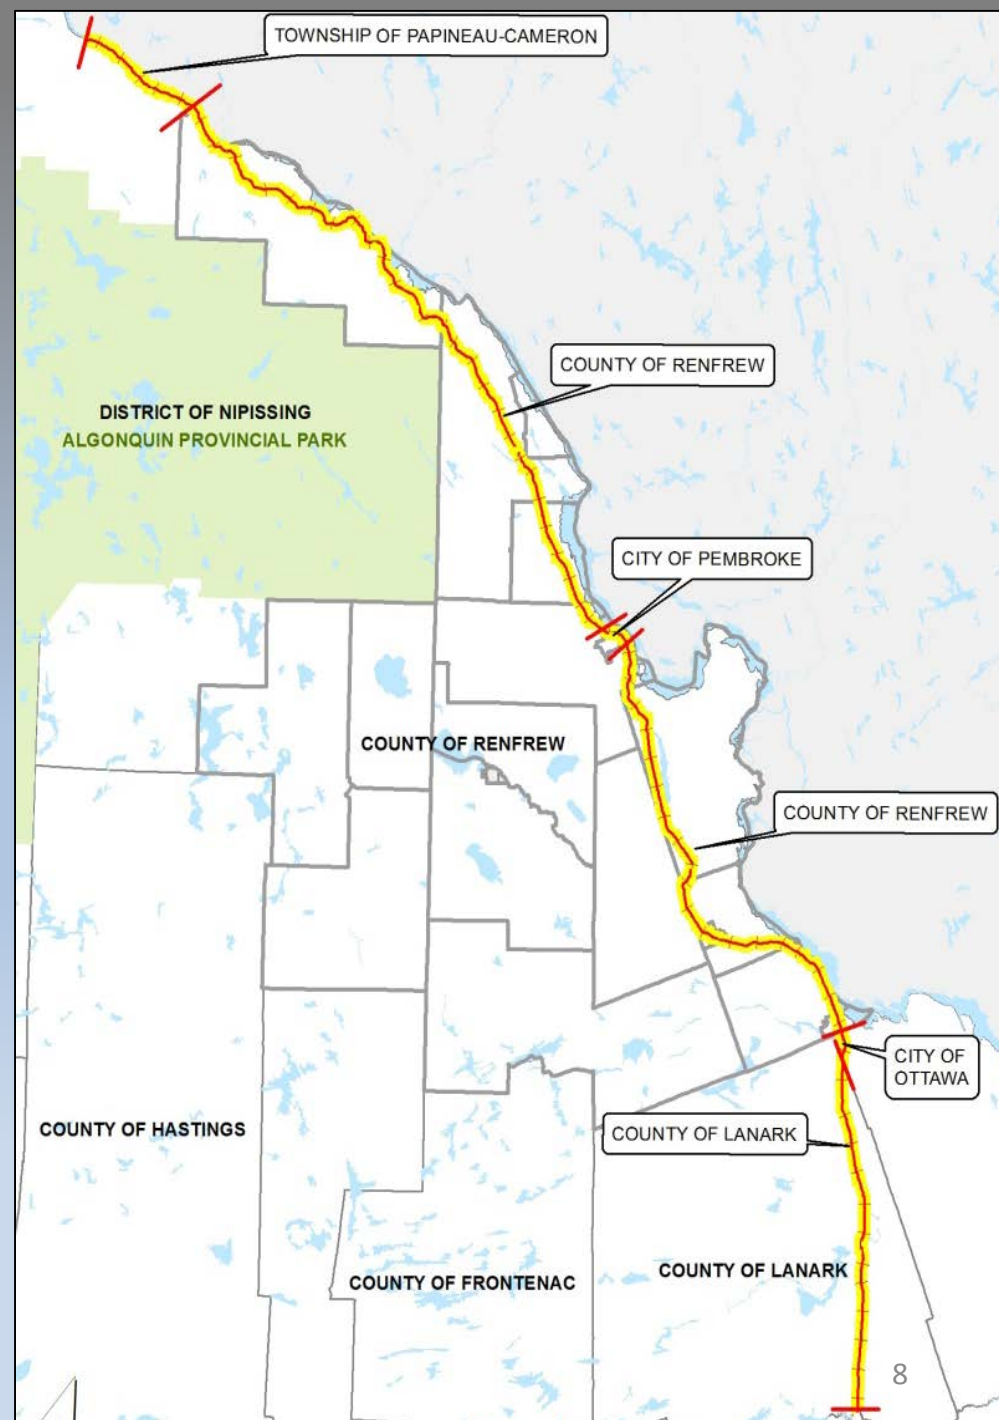 TOWNSHIP OF PAPINEAU-CAMERON
COUNTY OF RENFREW
DISTRICT OF NIPISSING
ALGONQUIN PROVINCIAL PARK
CITY OF PEMBROKE
COUNTY OF RENFREW
COUNTY OF RENFREW
CITY OF
OTTAWA
COUNTY OF HASTINGS
COUNTY OF LANARK
COUNTY OF LANARK
COUNTY OF FRONTENAC
8